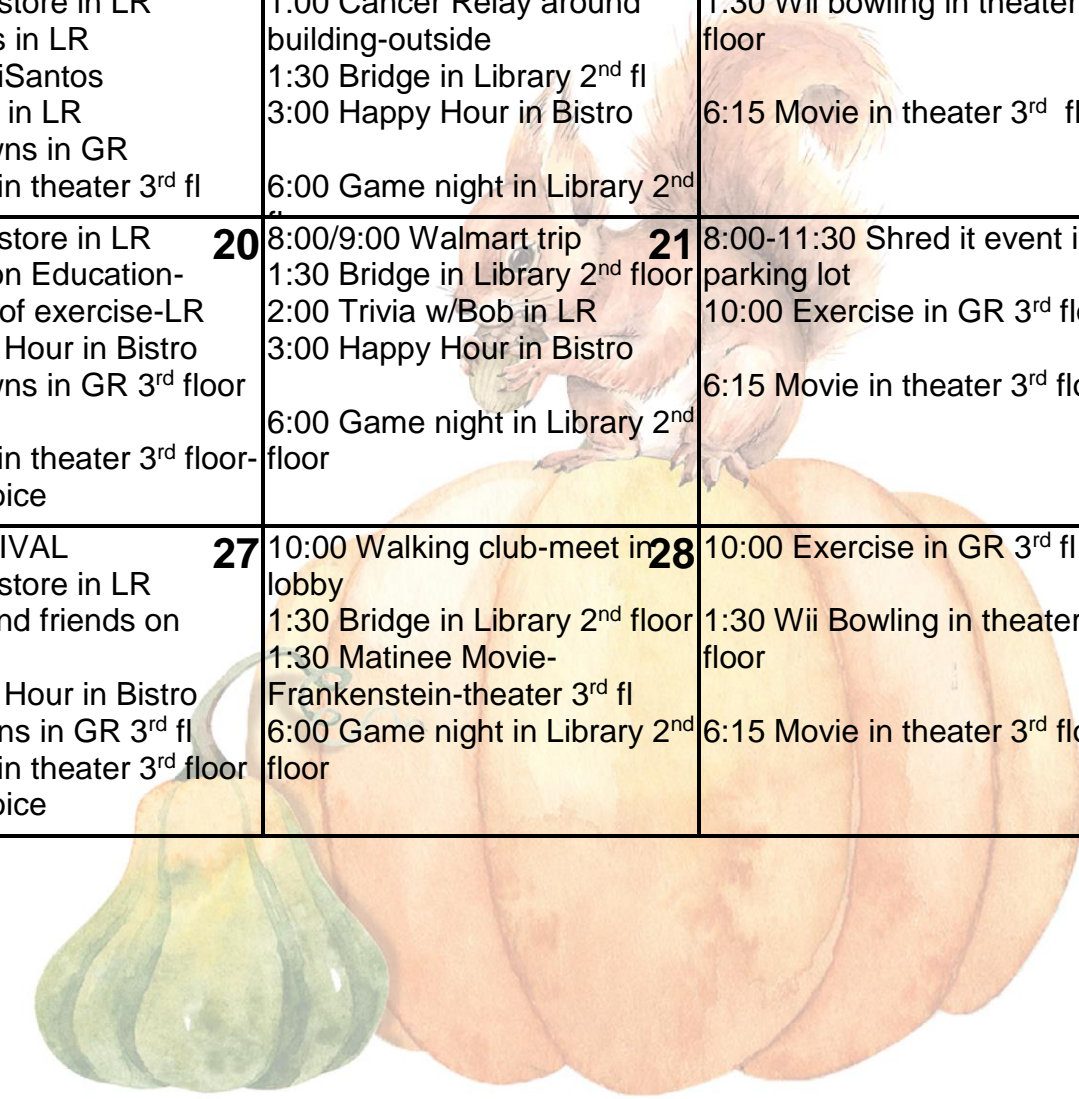 store in LR
s in LR
iSantos
in LR
wns in GR
in theater 3rd fl
1:00 Cancer Relay around
building-outside
1:30 Bridge in Library 2nd fl
3:00 Happy Hour in Bistro
6:00 Game night in Library 2nd
1:30 Wii bowling in theater
floor
6:15 Movie in theater 3rd fl
20
store in LR
on Education-
of exercise-LR
Hour in Bistro
wns in GR 3rd floor
in theater 3rd floor-
oice
21
8:00/9:00 Walmart trip
1:30 Bridge in Library 2nd floor
2:00 Trivia w/Bob in LR
3:00 Happy Hour in Bistro
6:00 Game night in Library 2nd
floor
8:00-11:30 Shred it event i
parking lot
10:00 Exercise in GR 3rd flo
6:15 Movie in theater 3rd flo
27
IVAL
store in LR
nd friends on
Hour in Bistro
ns in GR 3rd fl
in theater 3rd floor
oice
28
10:00 Walking club-meet in
lobby
1:30 Bridge in Library 2nd floor
1:30 Matinee Movie-
Frankenstein-theater 3rd fl
6:00 Game night in Library 2nd
floor
10:00 Exercise in GR 3rd fl
1:30 Wii Bowling in theater
floor
6:15 Movie in theater 3rd flo